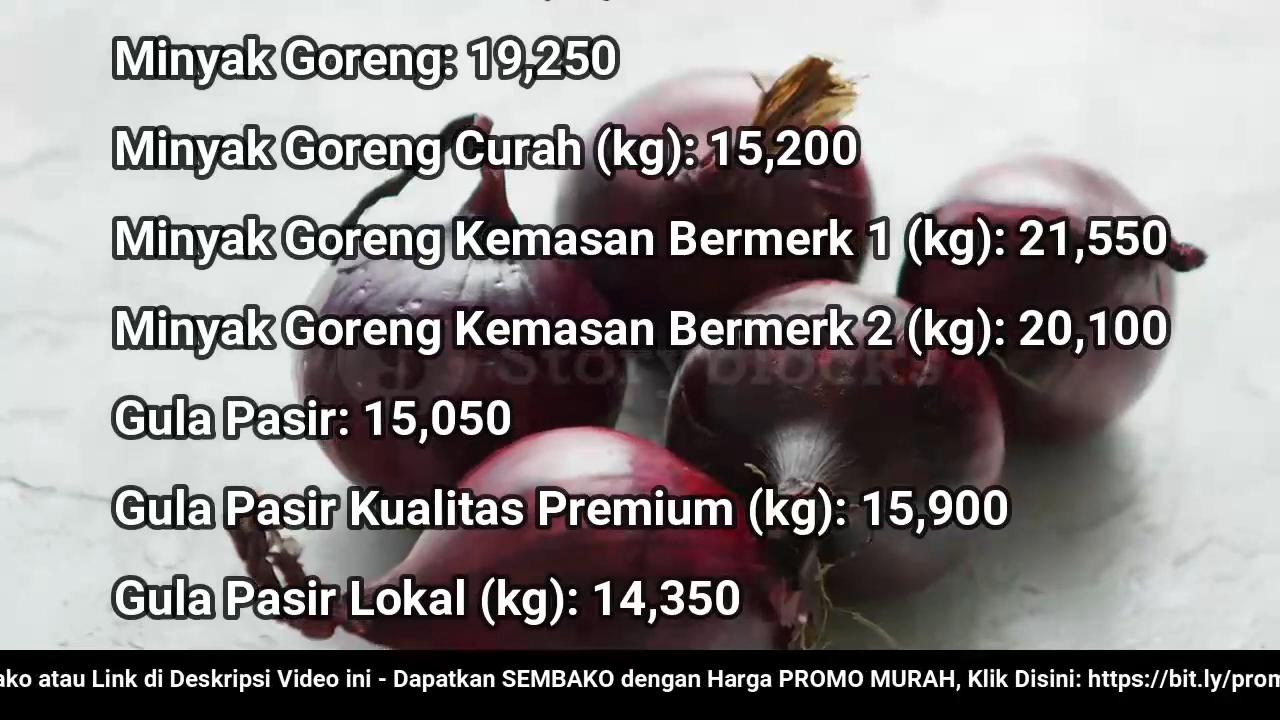 Minyak Goreng: 19,250
Minyak Goreng Curah (kg): 15,200
Minyak Goreng Kemasan Bermerk 1 (kg): 21,550
Minyak Goreng Kemasan Bermerk 2 (kg): 20,100
Storyblocks
Gula Pasir: 15,050
Gula Pasir Kualitas Premium (kg): 15,900
Gula Pasir Lokal (kg): 14,350
ako atau Link di Deskripsi Video ini - Dapatkan SEMBAKO dengan Harga PROMO MURAH, Klik Disini: https://bit.ly/prom